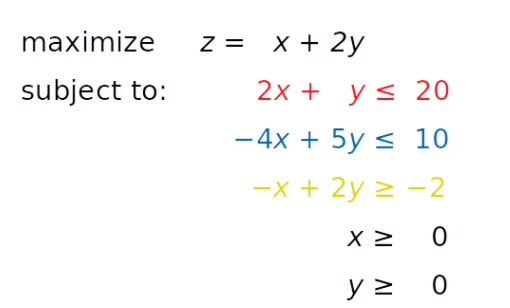 maximize z = x + 2y
subject to: 2x + y ≤ 20
−4x + 5y ≤ 10
−x + 2y ≥ −2
x ≥ 0
y ≥ 0